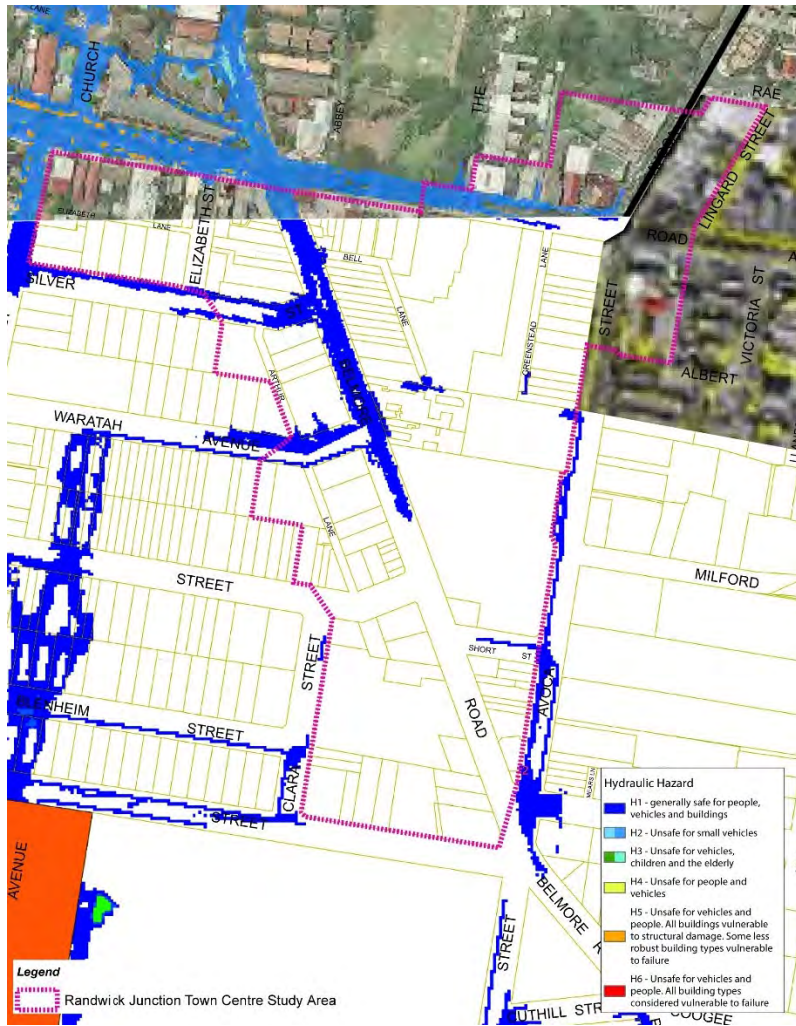 LANE
CHURCH
ABBEY
THE
RAE
LINGARD STREET
ROAD
VICTORIA ST
STREET
ALBERT
ELIZABETH
LANE
ELIZABETH ST
SILVER
ST
BELL
LANE
LANE
GREENSTEAD
ARTHUR
WARATAH
AVENUE
LANE
STREET
MILFORD
STREET
SHORT
ST
AVOCA
ROAD
STREET
CLARA
STREET
AVENUE
BELMORE
STREET
COOGEE
Hydraulic Hazard
H1 - generally safe for people,
vehicles and buildings
H2 - Unsafe for small vehicles
H3 - Unsafe for vehicles,
children and the elderly
H4 - Unsafe for people and
vehicles
H5 - Unsafe for vehicles and
people. All buildings vulnerable
to structural damage. Some less
robust building types vulnerable
to failure
H6 - Unsafe for vehicles and
people. All building types
considered vulnerable to failure
Legend
Randwick Junction Town Centre Study Area